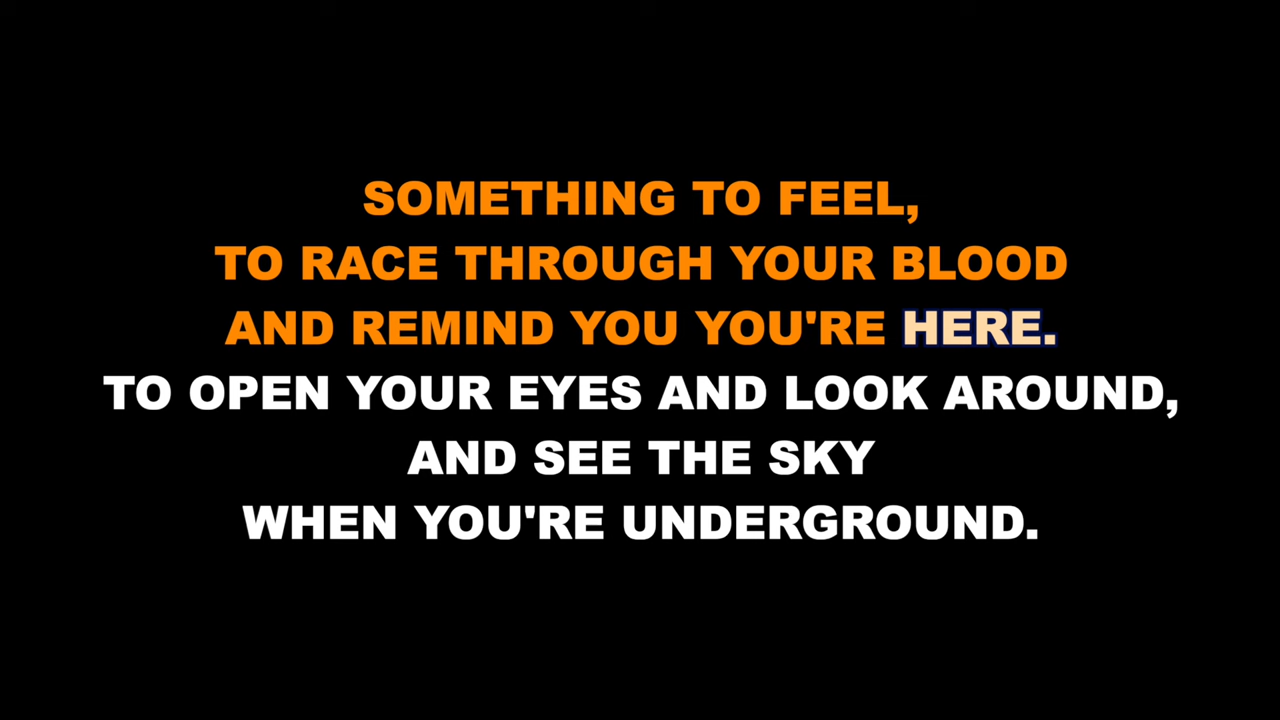 SOMETHING TO FEEL,
TO RACE THROUGH YOUR BLOOD
AND REMIND YOU YOU'RE HERE.
TO OPEN YOUR EYES AND LOOK AROUND,
AND SEE THE SKY
WHEN YOU'RE UNDERGROUND.